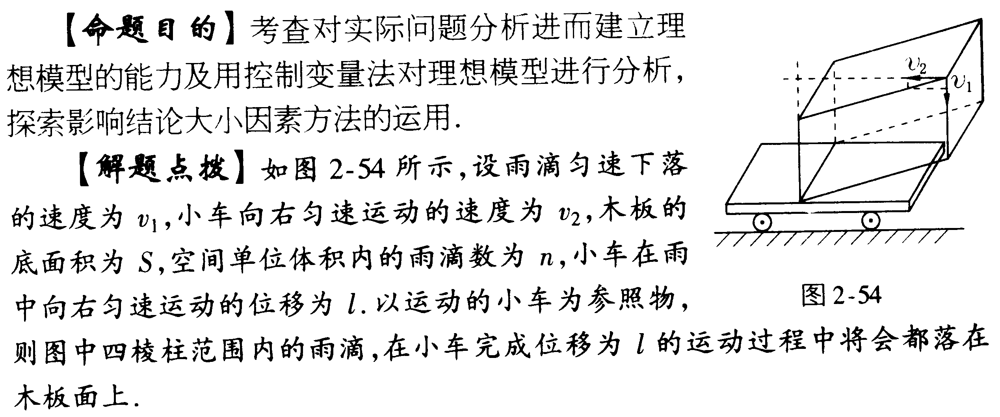 【命题目的】考查对实际问题分析进而建立理
想模型的能力及用控制变量法对理想模型进行分析，
探索影响结论大小因素方法的运用.
【解题点拨】如图 2-54 所示,设雨滴匀速下落
的速度为 v₁,小车向右匀速运动的速度为 v₂,木板的
底面积为 S,空间单位体积内的雨滴数为 n,小车在雨
中向右匀速运动的位移为 l. 以运动的小车为参照物，
则图中四棱柱范围内的雨滴,在小车完成位移为 l 的运动过程中将会都落在
木板面上.
v₂
v₁
图 2-54